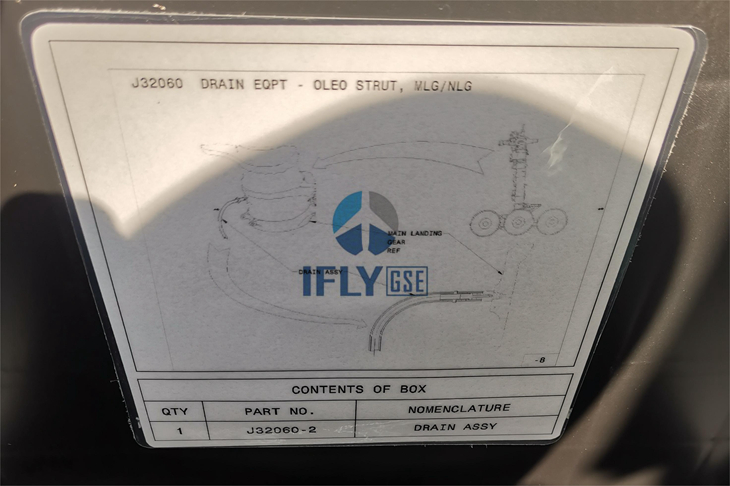 J32060 DRAIN EQPT - OLEO STRUT, MLG/NLG
MAIN LANDING
GEAR
REF
DRAIN ASSY
IFLY GSE
-8
CONTENTS OF BOX
QTY PART NO. NOMENCLATURE
1 J32060-2 DRAIN ASSY